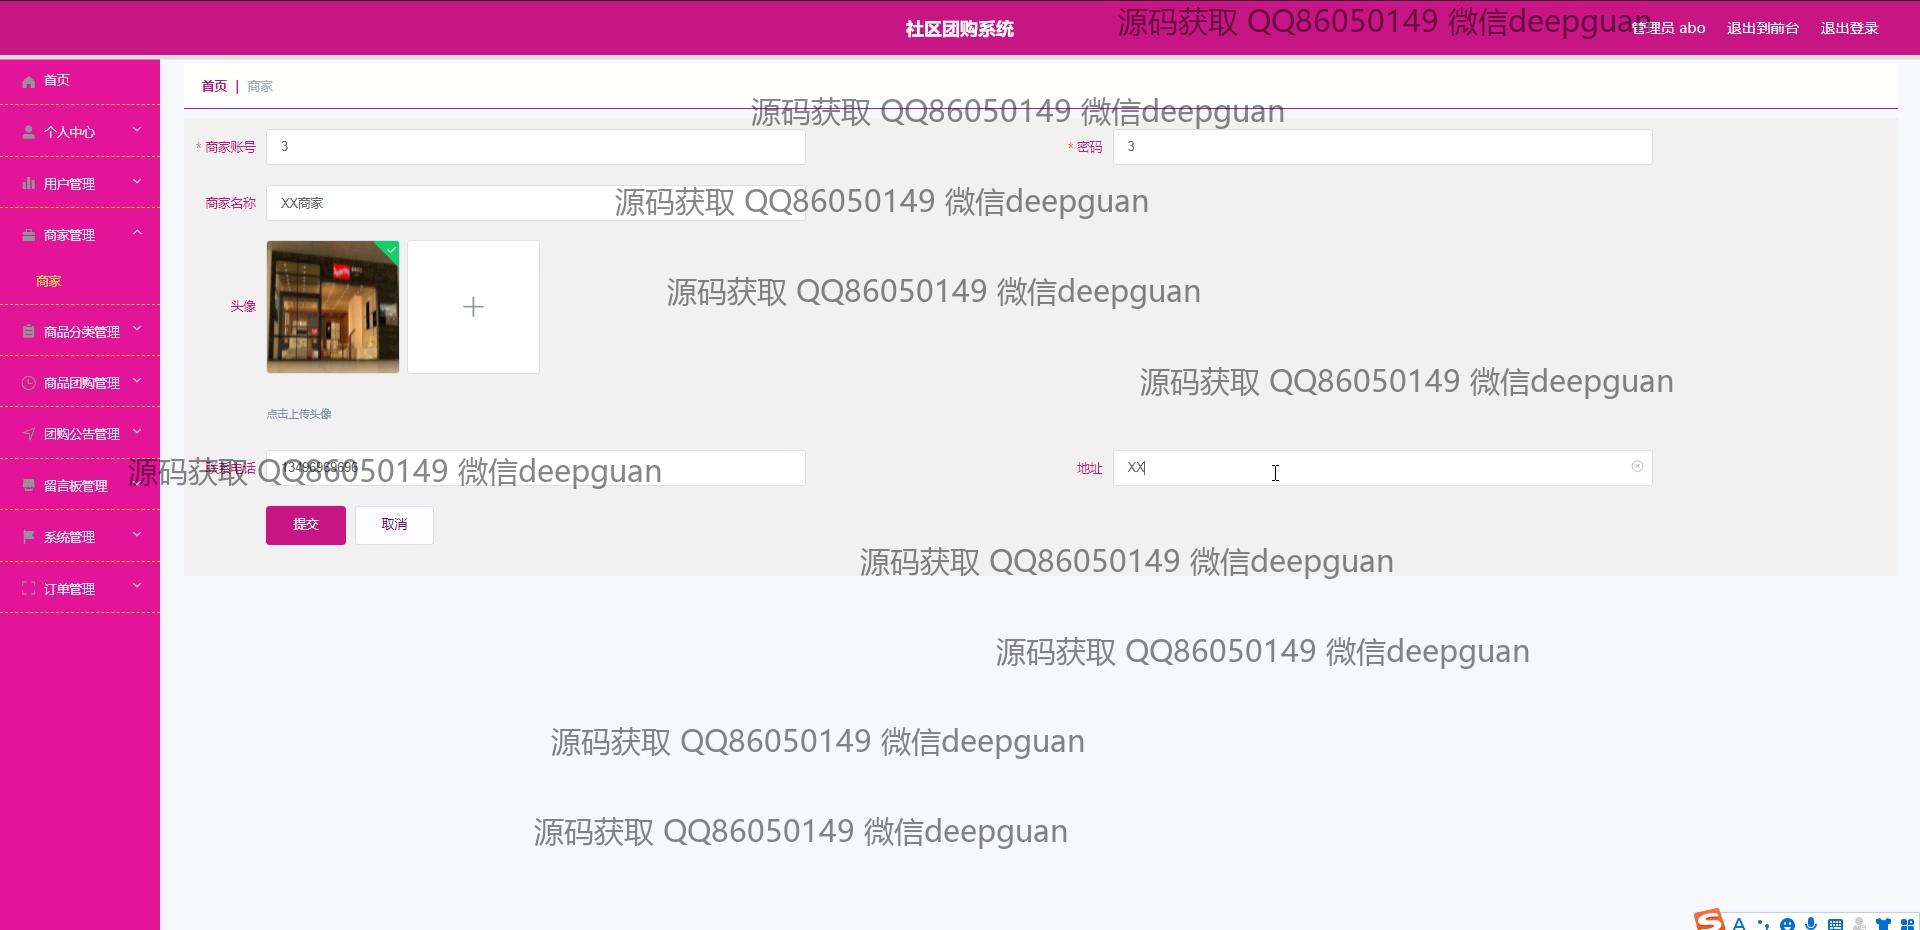 社区团购系统
源码获取 QQ86050149 微信deepguan
管理员 abo
退出到前台
退出登录
首页
个人中心
用户管理
商家管理
商家
商品分类管理
商品团购管理
团购公告管理
留言板管理
系统管理
订单管理
首页 | 商家
源码获取 QQ86050149 微信deepguan
* 商家账号 3
* 密码 3
商家名称 XX商家
源码获取 QQ86050149 微信deepguan
头像
源码获取 QQ86050149 微信deepguan
源码获取 QQ86050149 微信deepguan
点击上传头像
联系电话 13496969696
源码获取 QQ86050149 微信deepguan
地址 XX
提交 取消
源码获取 QQ86050149 微信deepguan
源码获取 QQ86050149 微信deepguan
源码获取 QQ86050149 微信deepguan
源码获取 QQ86050149 微信deepguan